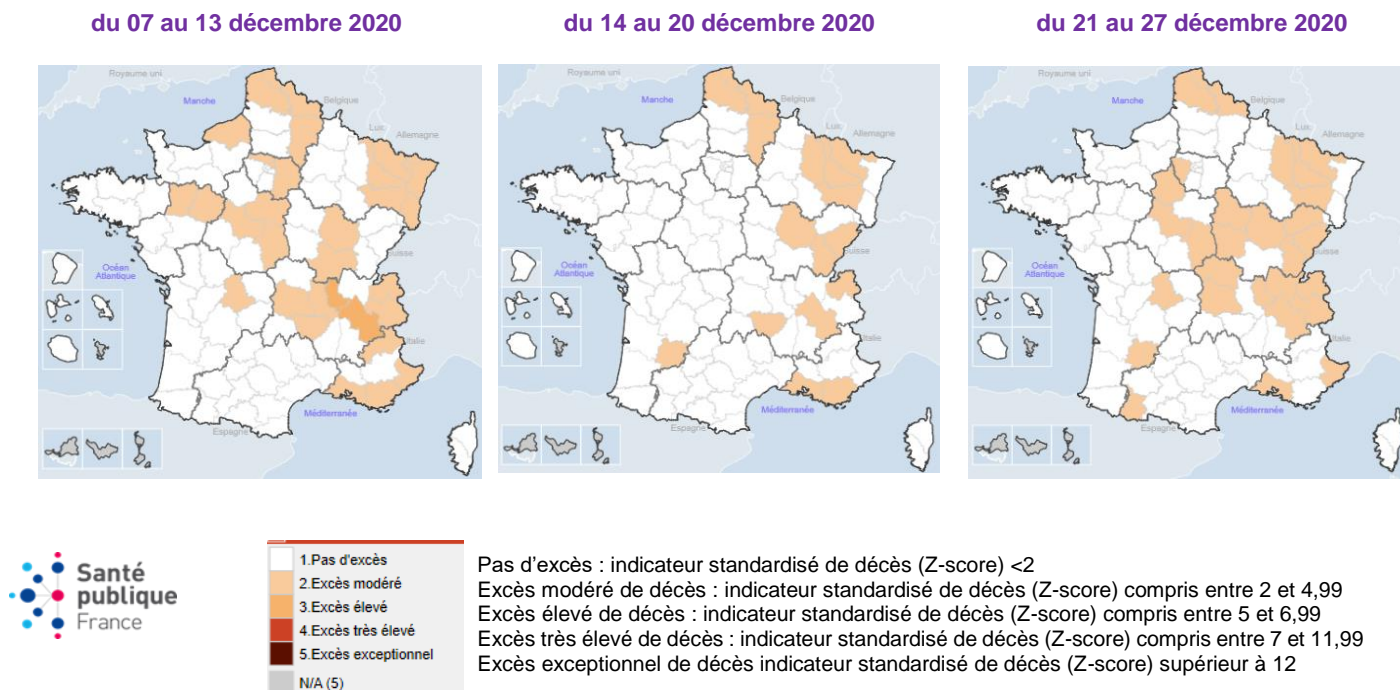 du 07 au 13 décembre 2020
du 14 au 20 décembre 2020
du 21 au 27 décembre 2020
Royaume uni
Manche
Belgique
Lux
Allemagne
Suisse
Océan
Atlantique
Italie
Méditerranée
Espagne
Royaume uni
Manche
Belgique
Lux
Allemagne
Suisse
Océan
Atlantique
Italie
Méditerranée
Espagne
Royaume uni
Manche
Belgique
Lux
Allemagne
Suisse
Océan
Atlantique
Italie
Méditerranée
Espagne
Santé
publique
France
1.Pas d'excès
2.Excès modéré
3.Excès élevé
4.Excès très élevé
5.Excès exceptionnel
N/A (5)
Pas d’excès : indicateur standardisé de décès (Z-score) <2
Excès modéré de décès : indicateur standardisé de décès (Z-score) compris entre 2 et 4,99
Excès élevé de décès : indicateur standardisé de décès (Z-score) compris entre 5 et 6,99
Excès très élevé de décès : indicateur standardisé de décès (Z-score) compris entre 7 et 11,99
Excès exceptionnel de décès indicateur standardisé de décès (Z-score) supérieur à 12